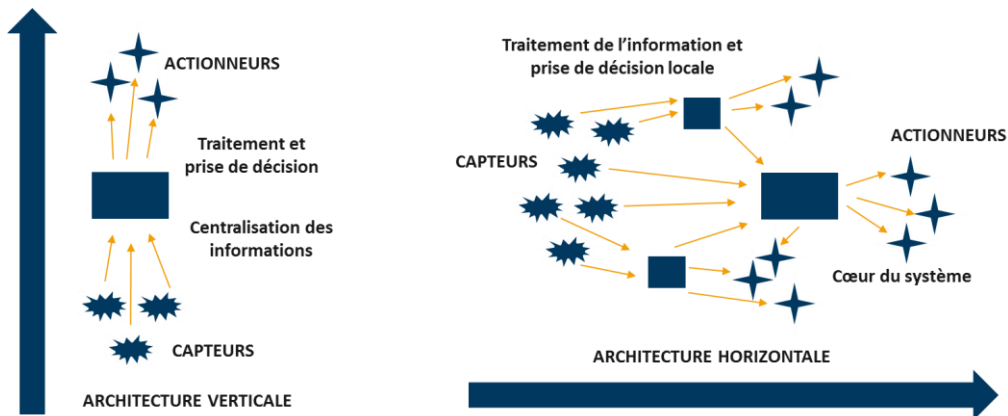 ACTIONNEURS
Traitement et
prise de décision
Centralisation des
informations
CAPTEURS
ARCHITECTURE VERTICALE
Traitement de l’information et
prise de décision locale
CAPTEURS
ACTIONNEURS
Cœur du système
ARCHITECTURE HORIZONTALE